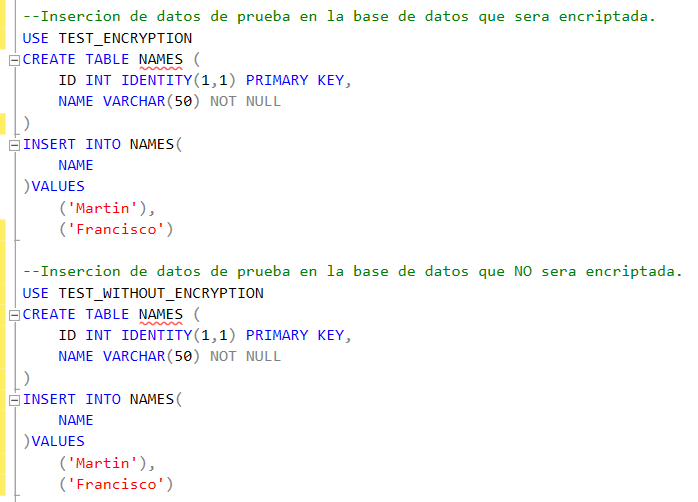 --Insercion de datos de prueba en la base de datos que sera encriptada.
USE TEST_ENCRYPTION
CREATE TABLE NAMES (
    ID INT IDENTITY(1,1) PRIMARY KEY,
    NAME VARCHAR(50) NOT NULL
)
INSERT INTO NAMES(
    NAME
)VALUES
    ('Martin'),
    ('Francisco')

--Insercion de datos de prueba en la base de datos que NO sera encriptada.
USE TEST_WITHOUT_ENCRYPTION
CREATE TABLE NAMES (
    ID INT IDENTITY(1,1) PRIMARY KEY,
    NAME VARCHAR(50) NOT NULL
)
INSERT INTO NAMES(
    NAME
)VALUES
    ('Martin'),
    ('Francisco')